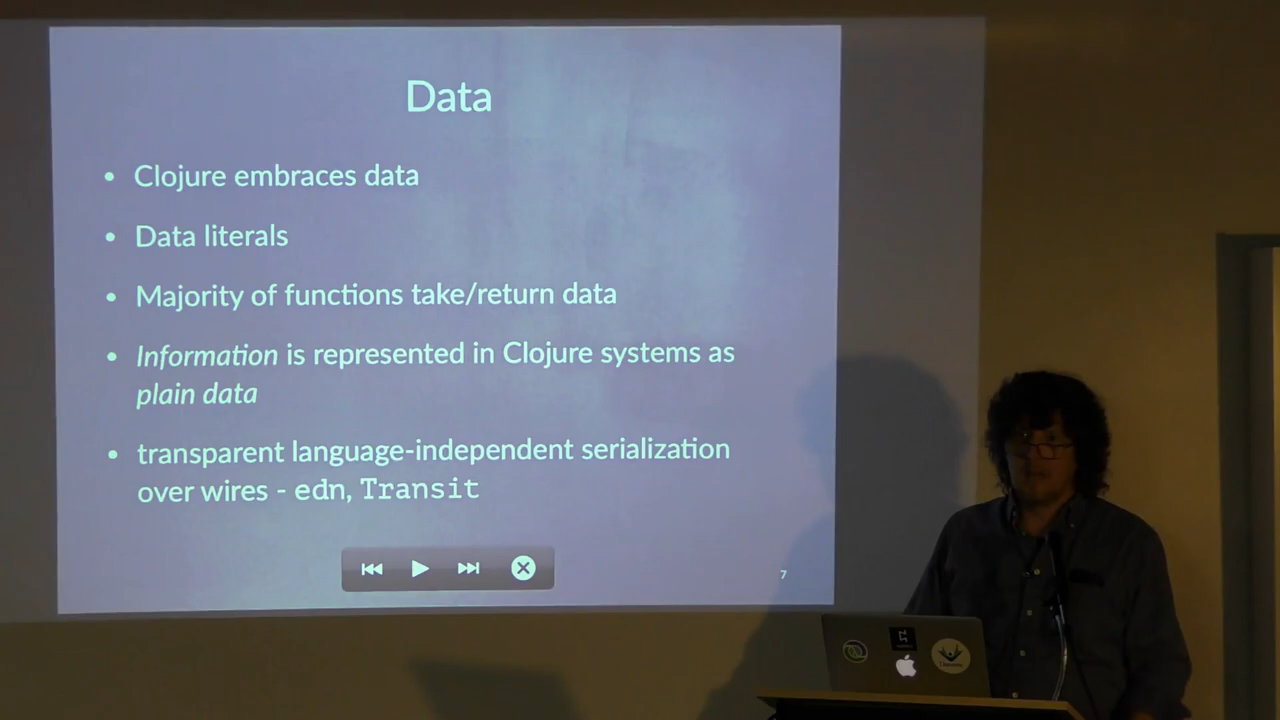 Data
• Clojure embraces data
• Data literals
• Majority of functions take/return data
• Information is represented in Clojure systems as
plain data
• transparent language-independent serialization
over wires - edn, Transit
7